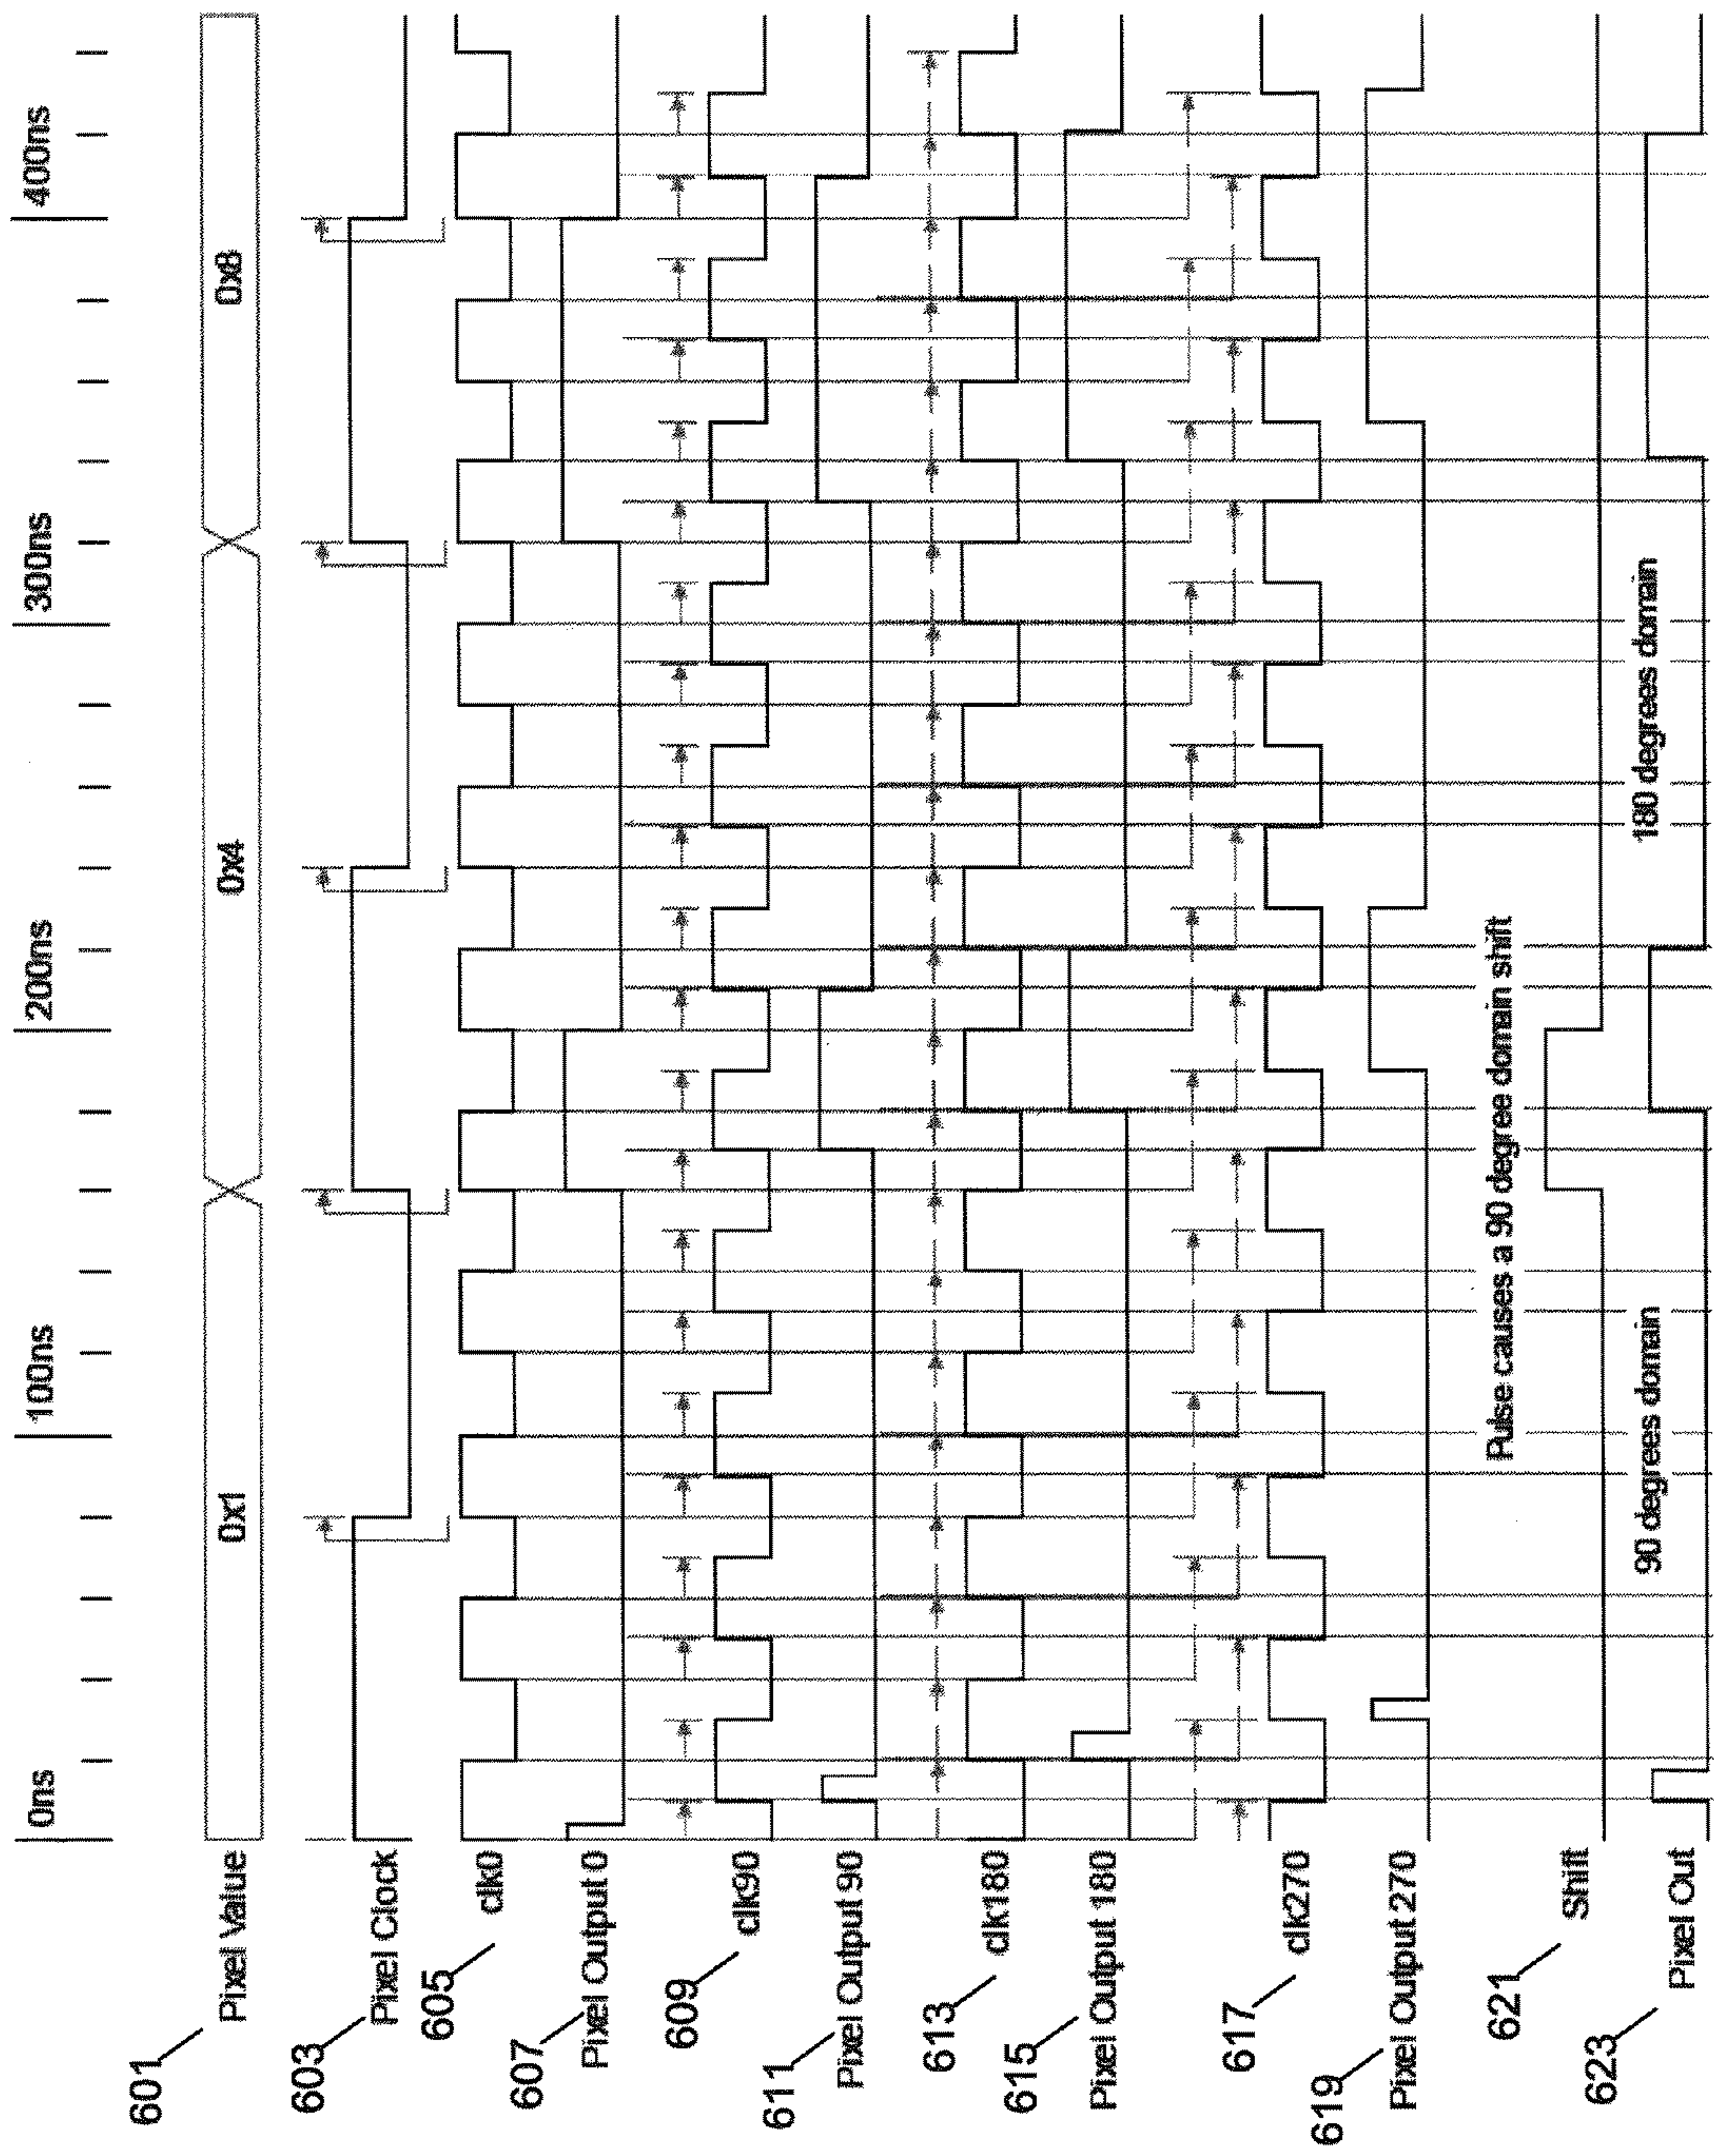 0ns
100ns
200ns
300ns
400ns
601
Pixel Value
0x1
0x4
0x8
603
Pixel Clock
605
clk0
607
Pixel Output 0
609
clk90
611
Pixel Output 90
613
clk180
615
Pixel Output 180
617
clk270
619
Pixel Output 270
Pulse causes a 90 degree domain shift
621
Shift
90 degrees domain
180 degrees domain
623
Pixel Out